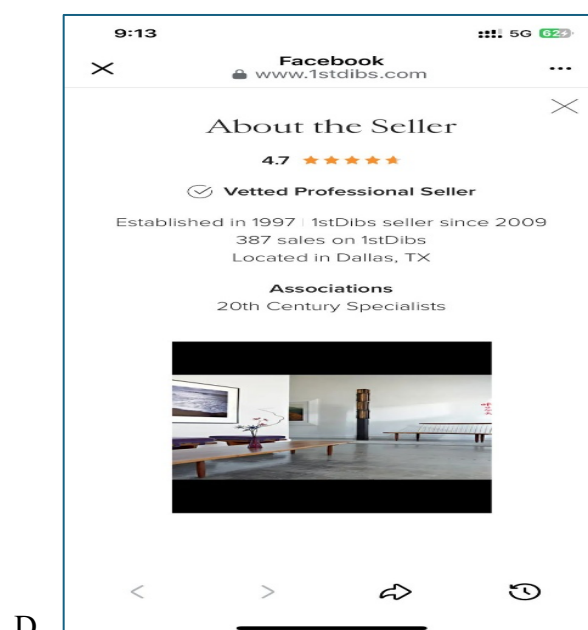 9:13 5G 62
Facebook
www.1stdibs.com
About the Seller
4.7
Vetted Professional Seller
Established in 1997 | 1stDibs seller since 2009
387 sales on 1stDibs
Located in Dallas, TX
Associations
20th Century Specialists
D